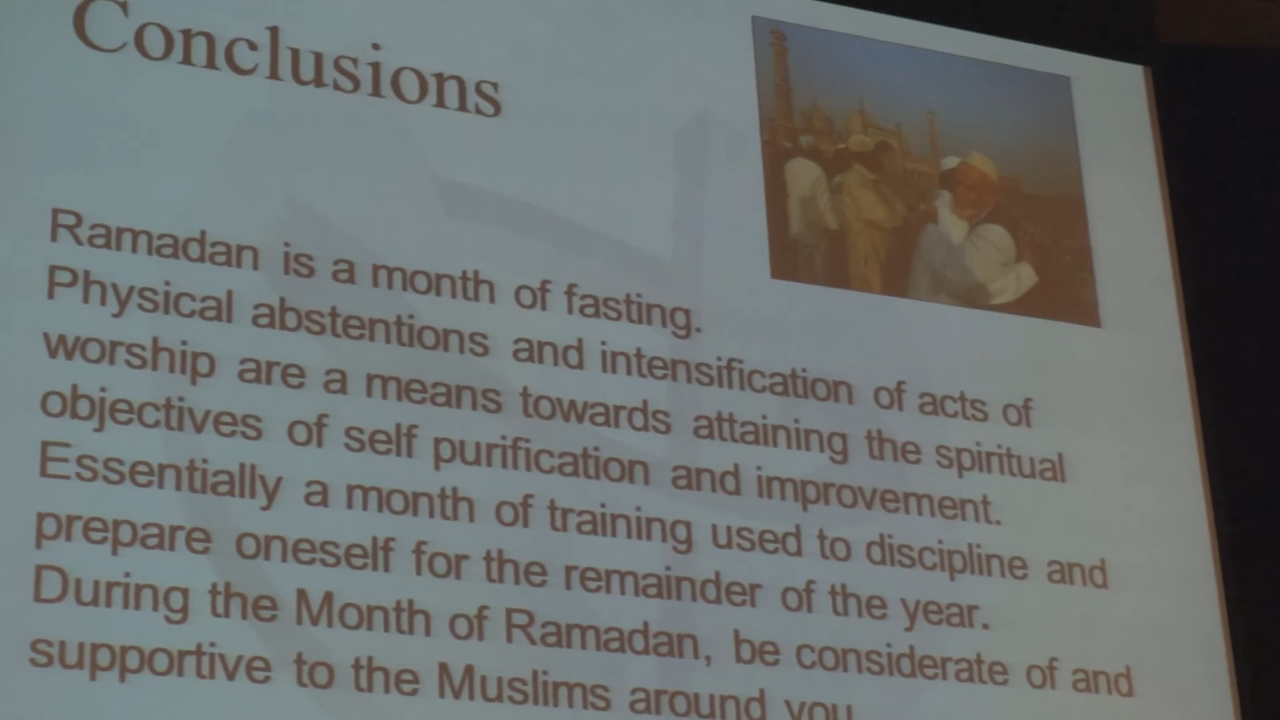 Conclusions
Ramadan is a month of fasting.
Physical abstentions and intensification of acts of
worship are a means towards attaining the spiritual
objectives of self purification and improvement.
Essentially a month of training used to discipline and
prepare oneself for the remainder of the year.
During the Month of Ramadan, be considerate of and
supportive to the Muslims around you